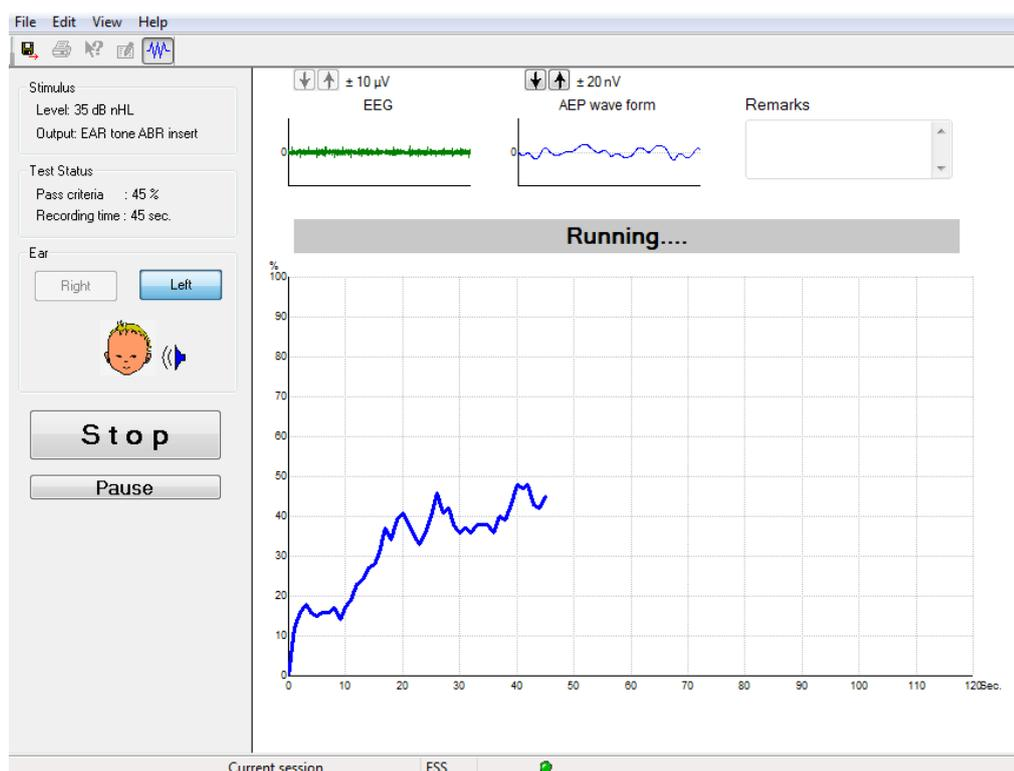 File Edit View Help
Stimulus
Level: 35 dB nHL
Output: EAR tone ABR insert
Test Status
Pass criteria : 45 %
Recording time : 45 sec.
Ear
Right Left
Stop
Pause
± 10 µV
EEG
0
± 20 nV
AEP wave form
0
Remarks
Running....
%
100
90
80
70
60
50
40
30
20
10
0
0 10 20 30 40 50 60 70 80 90 100 110 120Sec.
Current session ESS